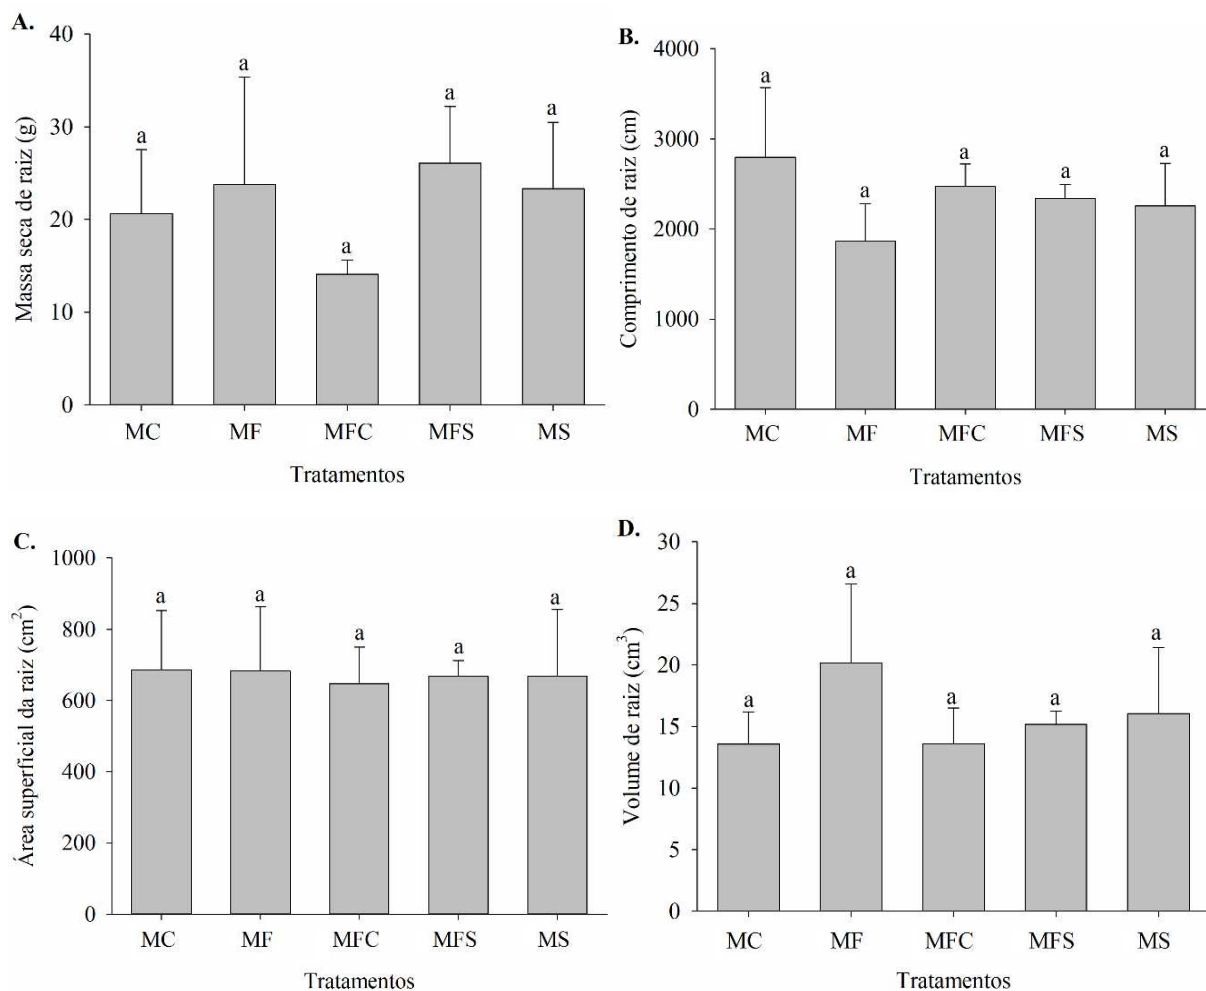 A.
Massa seca de raiz (g)
40
30
20
10
0
a a a a a
MC MF MFC MFS MS
Tratamentos
B.
Comprimento de raiz (cm)
4000
3000
2000
1000
0
a a a a a
MC MF MFC MFS MS
Tratamentos
C.
Área superficial da raiz (cm²)
1000
800
600
400
200
0
a a a a a
MC MF MFC MFS MS
Tratamentos
D.
Volume de raiz (cm³)
30
25
20
15
10
5
0
a a a a a
MC MF MFC MFS MS
Tratamentos